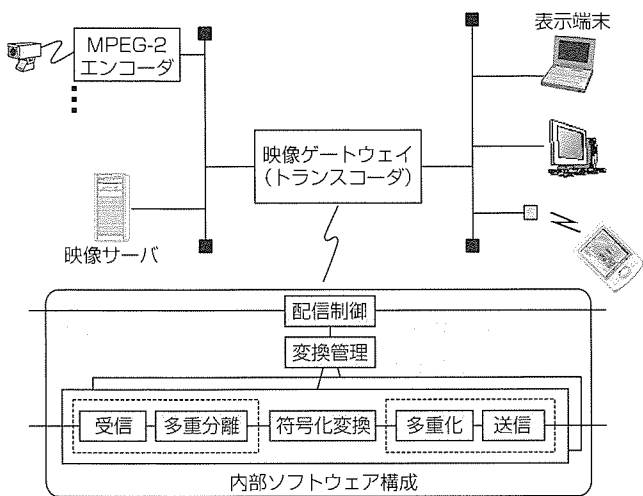 MPEG-2
エンコーダ
表示端末
映像ゲートウェイ
(トランスコーダ)
映像サーバ
配信制御
変換管理
受信
多重分離
符号化変換
多重化
送信
内部ソフトウェア構成